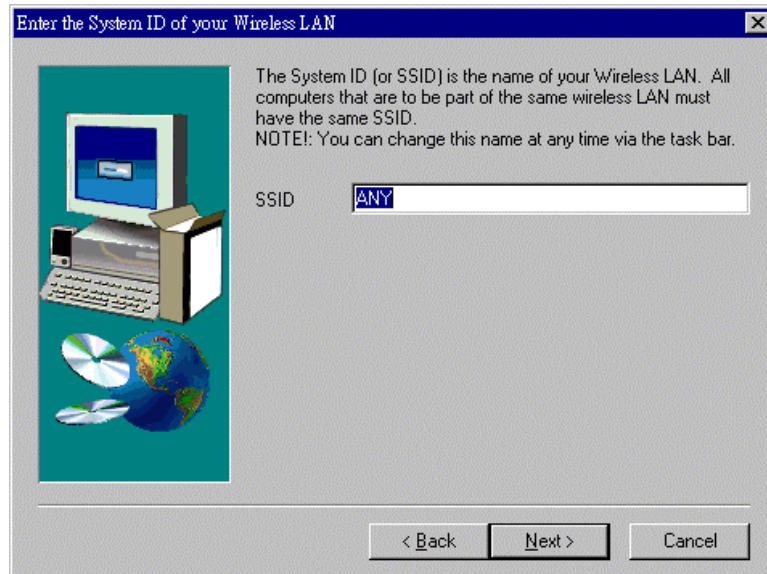 Enter the System ID of your Wireless LAN
The System ID (or SSID) is the name of your Wireless LAN. All
computers that are to be part of the same wireless LAN must
have the same SSID.
NOTE!: You can change this name at any time via the task bar.
SSID ANY
< Back Next > Cancel